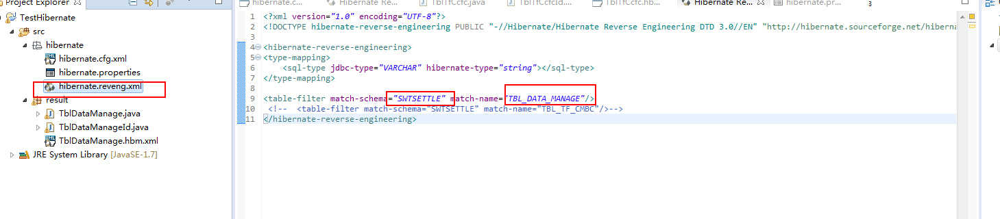 Project Explorer
hibernate.c...
Hibernate Re...
TblTfCcfc.java
TblTfCcfcId....
TblTfCcfc.hb...
Hibernate Re...
hibernate.pr...
3
TestHibernate
src
hibernate
hibernate.cfg.xml
hibernate.properties
hibernate.reveng.xml
result
TblDataManage.java
TblDataManageId.java
TblDataManage.hbm.xml
JRE System Library [JavaSE-1.7]
1 <?xml version="1.0" encoding="UTF-8"?>
2 <!DOCTYPE hibernate-reverse-engineering PUBLIC "-//Hibernate/Hibernate Reverse Engineering DTD 3.0//EN" "http://hibernate.sourceforge.net/hibern
3
4 <hibernate-reverse-engineering>
5 <type-mapping>
6 <sql-type jdbc-type="VARCHAR" hibernate-type="string"></sql-type>
7 </type-mapping>
8
9 <table-filter match-schema="SWTSETTLE" match-name="TBL_DATA_MANAGE"/>
10 <!-- <table-filter match-schema="SWTSETTLE" match-name="TBL_TF_CMBC"/>-->
11 </hibernate-reverse-engineering>